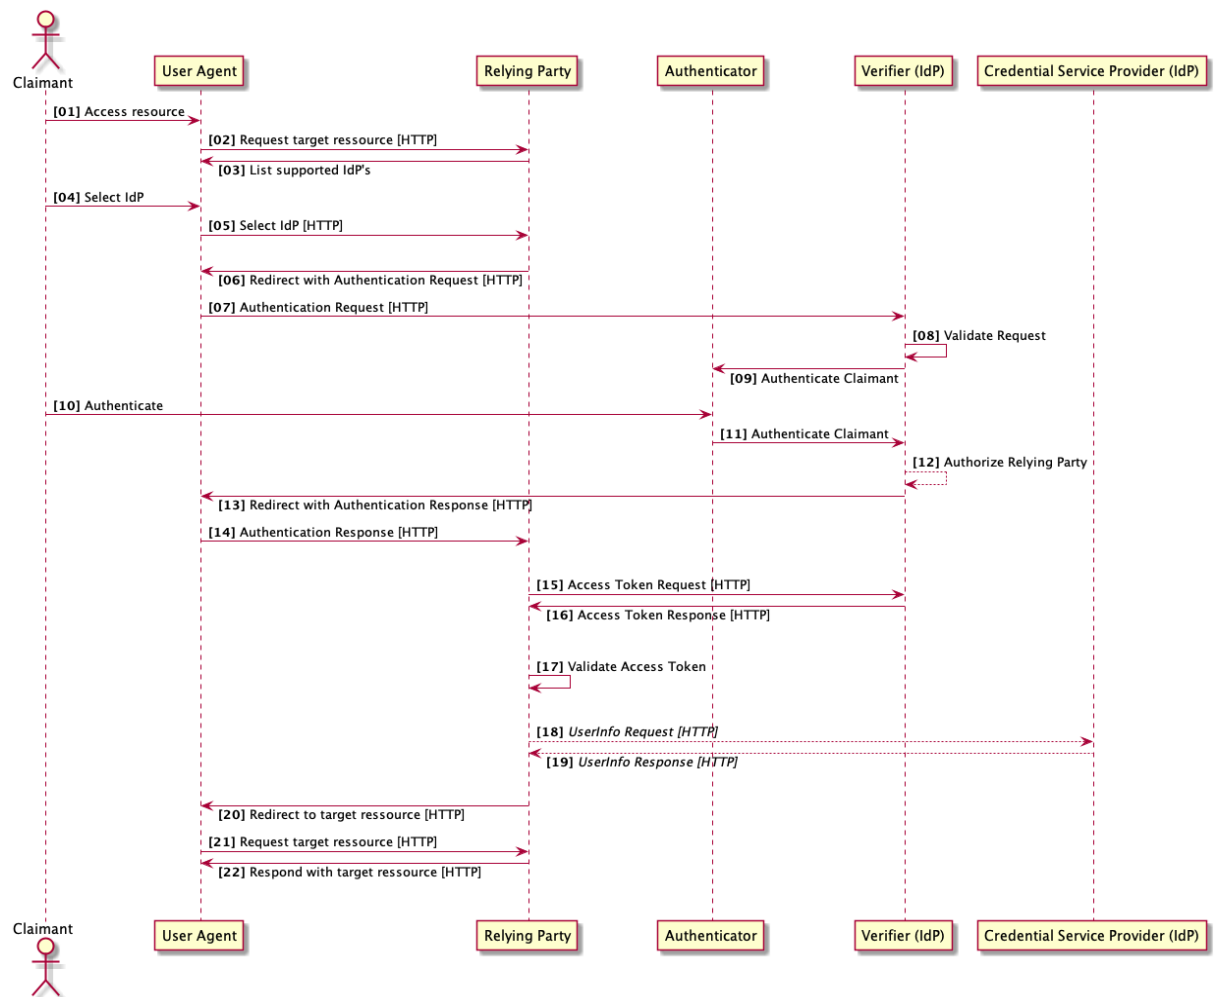 Claimant
User Agent
Relying Party
Authenticator
Verifier (IdP)
Credential Service Provider (IdP)
[01] Access resource
[02] Request target ressource [HTTP]
[03] List supported IdP's
[04] Select IdP
[05] Select IdP [HTTP]
[06] Redirect with Authentication Request [HTTP]
[07] Authentication Request [HTTP]
[08] Validate Request
[09] Authenticate Claimant
[10] Authenticate
[11] Authenticate Claimant
[12] Authorize Relying Party
[13] Redirect with Authentication Response [HTTP]
[14] Authentication Response [HTTP]
[15] Access Token Request [HTTP]
[16] Access Token Response [HTTP]
[17] Validate Access Token
[18] UserInfo Request [HTTP]
[19] UserInfo Response [HTTP]
[20] Redirect to target ressource [HTTP]
[21] Request target ressource [HTTP]
[22] Respond with target ressource [HTTP]
Claimant
User Agent
Relying Party
Authenticator
Verifier (IdP)
Credential Service Provider (IdP)